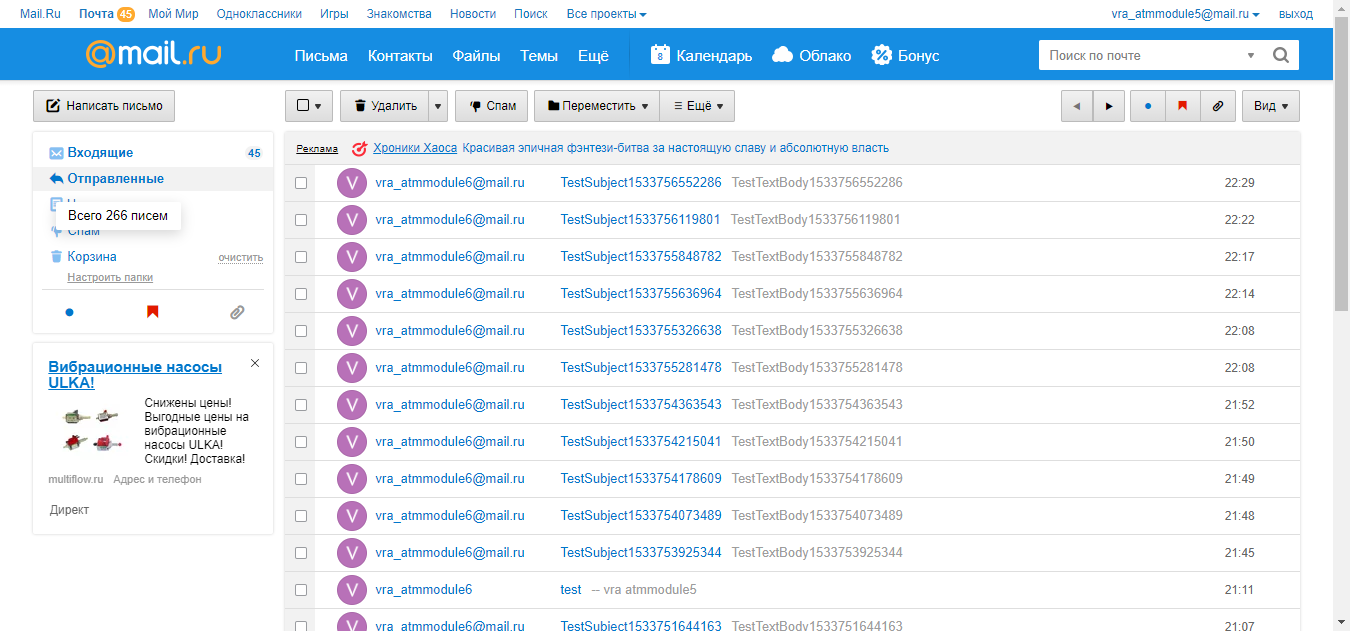 Mail.Ru Почта 45 Мой Мир Одноклассники Игры Знакомства Новости Поиск Все проекты vra_atmmodule5@mail.ru выход
@mail.ru Письма Контакты Файлы Темы Ещё 8 Календарь Облако Бонус Поиск по почте
Написать письмо Удалить Спам Переместить Ещё Вид
Входящие 45
Отправленные
Всего 266 писем
Спам
Корзина очистить
Настроить папки
Вибрационные насосы
ULKA!
Снижены цены!
Выгодные цены на
вибрационные
насосы ULKA!
Скидки! Доставка!
multiflow.ru Адрес и телефон
Директ
Реклама Хроники Хаоса Красивая эпичная фэнтези-битва за настоящую славу и абсолютную власть
V vra_atmmodule6@mail.ru TestSubject1533756552286 TestTextBody1533756552286 22:29
V vra_atmmodule6@mail.ru TestSubject1533756119801 TestTextBody1533756119801 22:22
V vra_atmmodule6@mail.ru TestSubject1533755848782 TestTextBody1533755848782 22:17
V vra_atmmodule6@mail.ru TestSubject1533755636964 TestTextBody1533755636964 22:14
V vra_atmmodule6@mail.ru TestSubject1533755326638 TestTextBody1533755326638 22:08
V vra_atmmodule6@mail.ru TestSubject1533755281478 TestTextBody1533755281478 22:08
V vra_atmmodule6@mail.ru TestSubject1533754363543 TestTextBody1533754363543 21:52
V vra_atmmodule6@mail.ru TestSubject1533754215041 TestTextBody1533754215041 21:50
V vra_atmmodule6@mail.ru TestSubject1533754178609 TestTextBody1533754178609 21:49
V vra_atmmodule6@mail.ru TestSubject1533754073489 TestTextBody1533754073489 21:48
V vra_atmmodule6@mail.ru TestSubject1533753925344 TestTextBody1533753925344 21:45
V vra_atmmodule6 test -- vra atmmodule5 21:11
V vra_atmmodule6@mail.ru TestSubject1533751644163 TestTextBody1533751644163 21:07